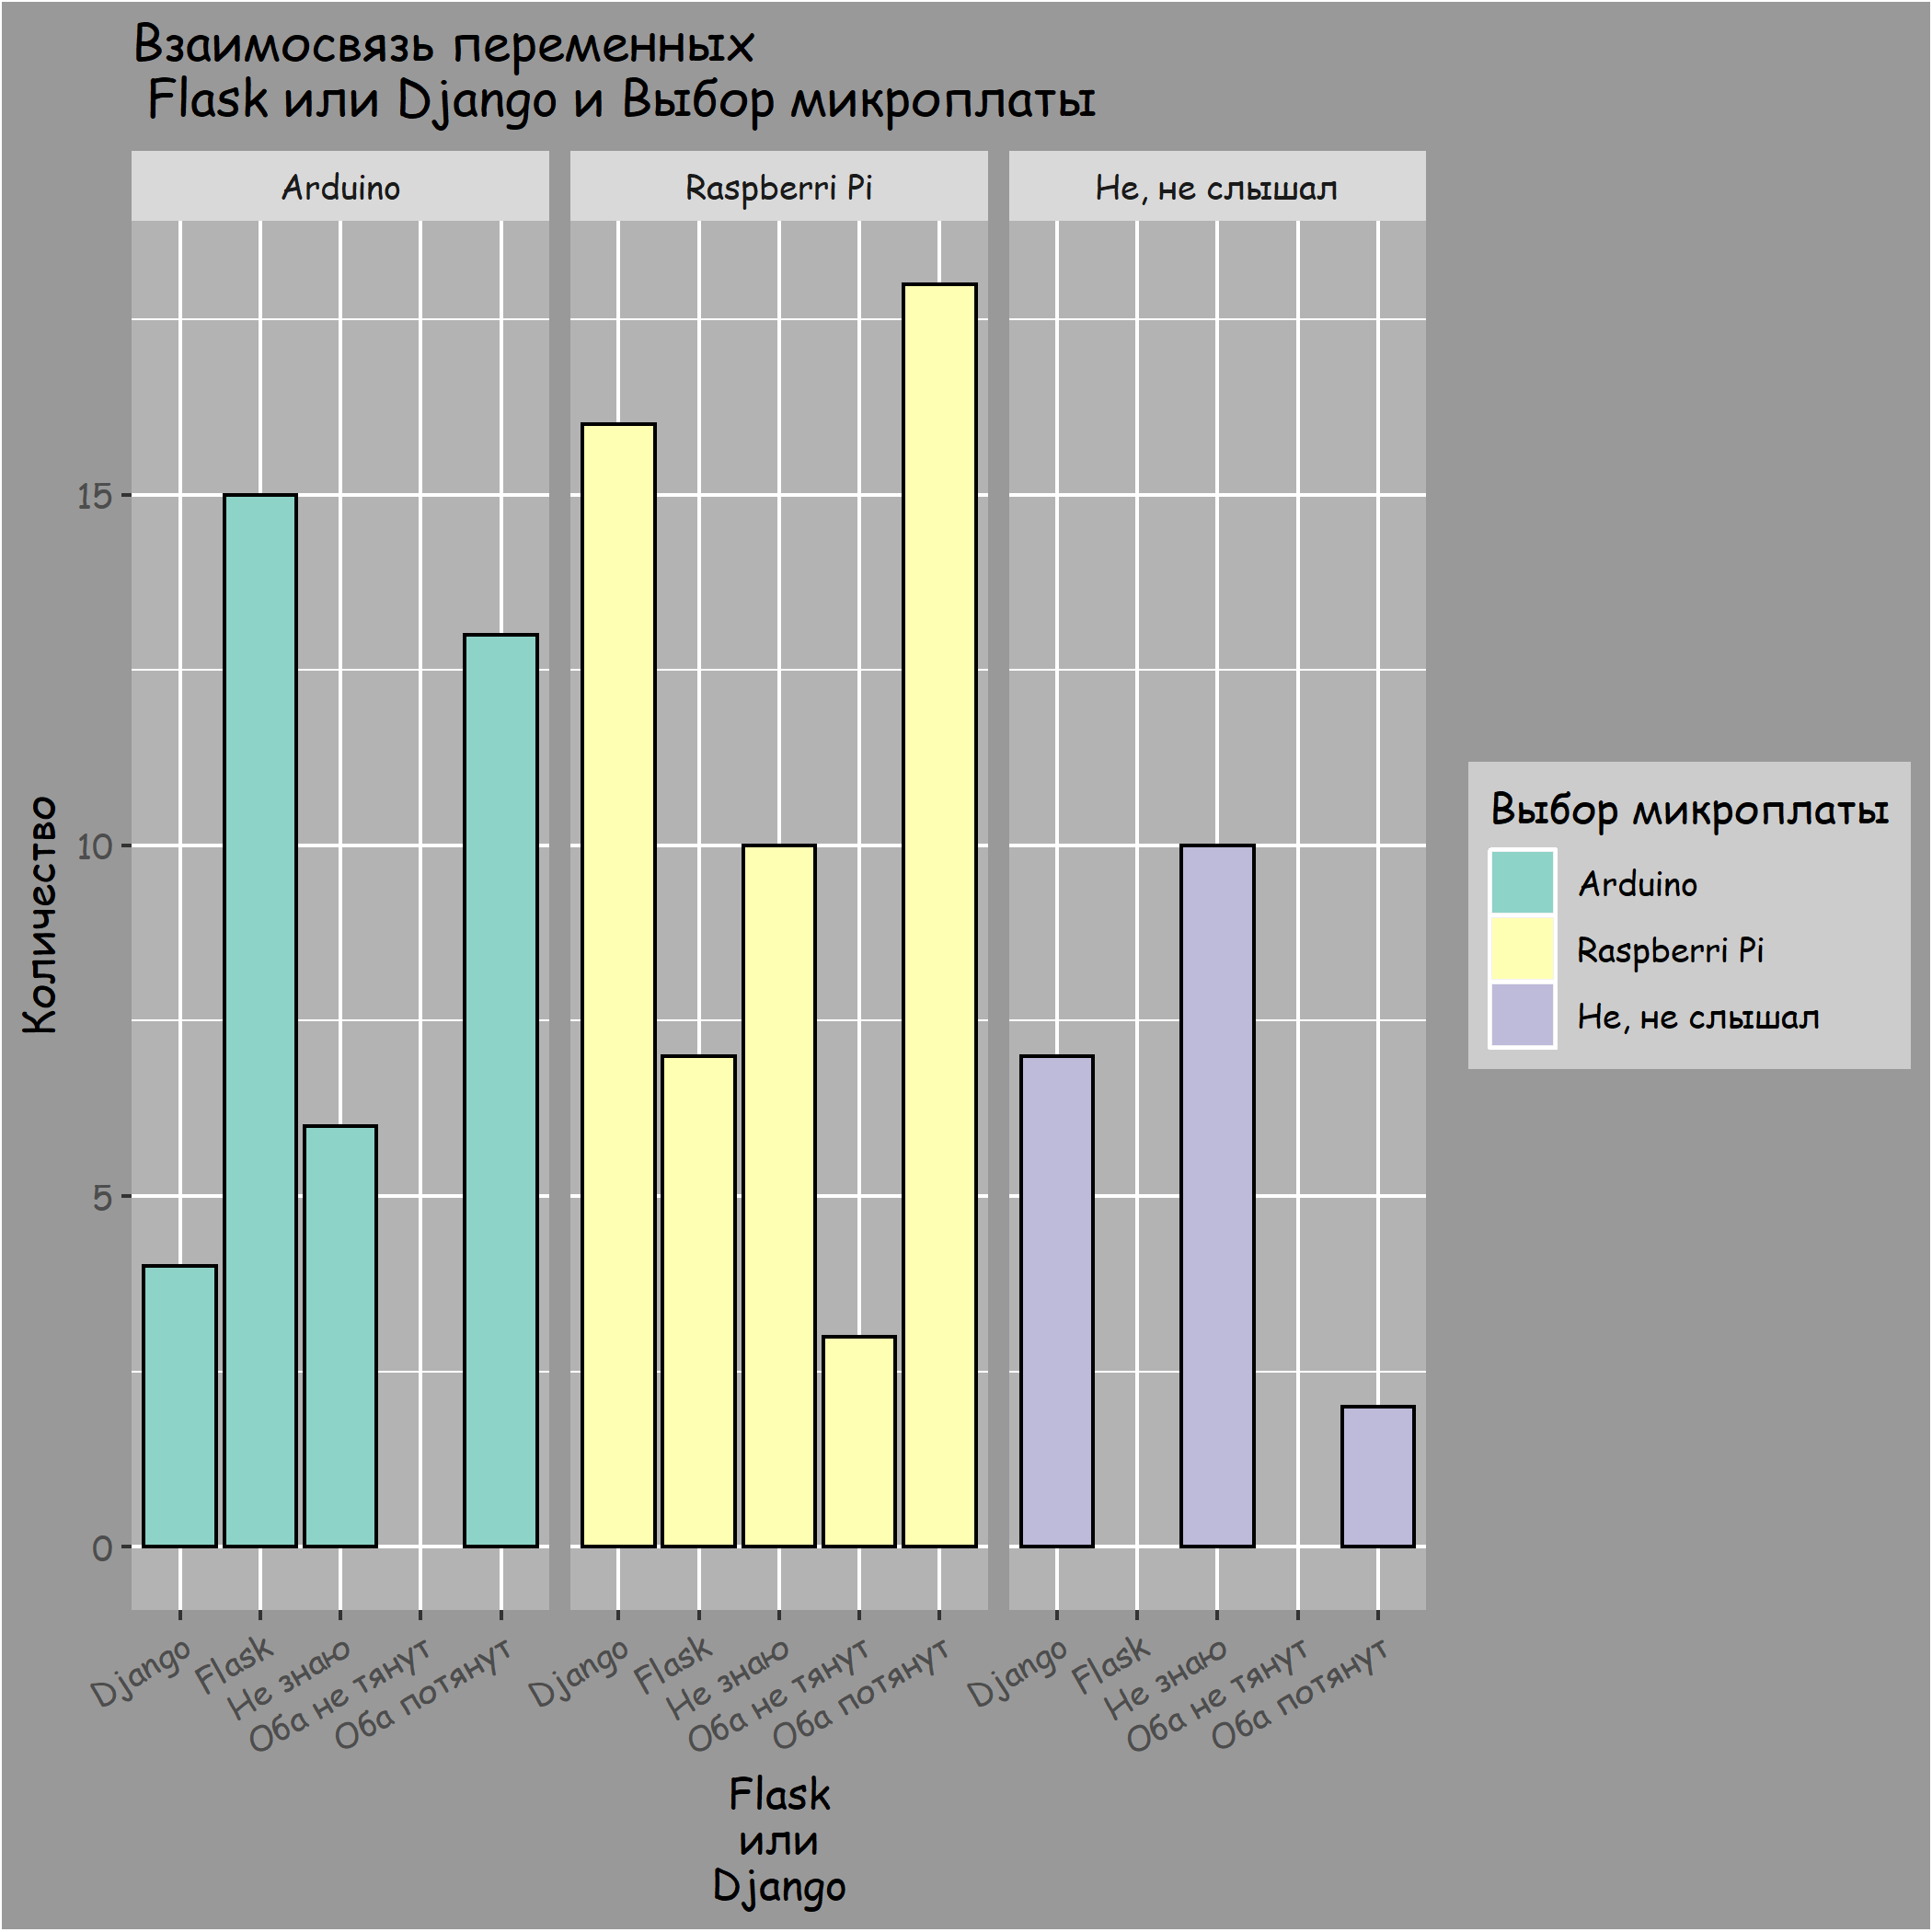 Взаимосвязь переменных
Flask или Django и Выбор микроплаты
Arduino
Raspberri Pi
Не, не слышал
Количество
15
10
5
0
Django
Flask
Не знаю
Оба не тянут
Оба потянут
Django
Flask
Не знаю
Оба не тянут
Оба потянут
Django
Flask
Не знаю
Оба не тянут
Оба потянут
Flask
или
Django
Выбор микроплаты
Arduino
Raspberri Pi
Не, не слышал